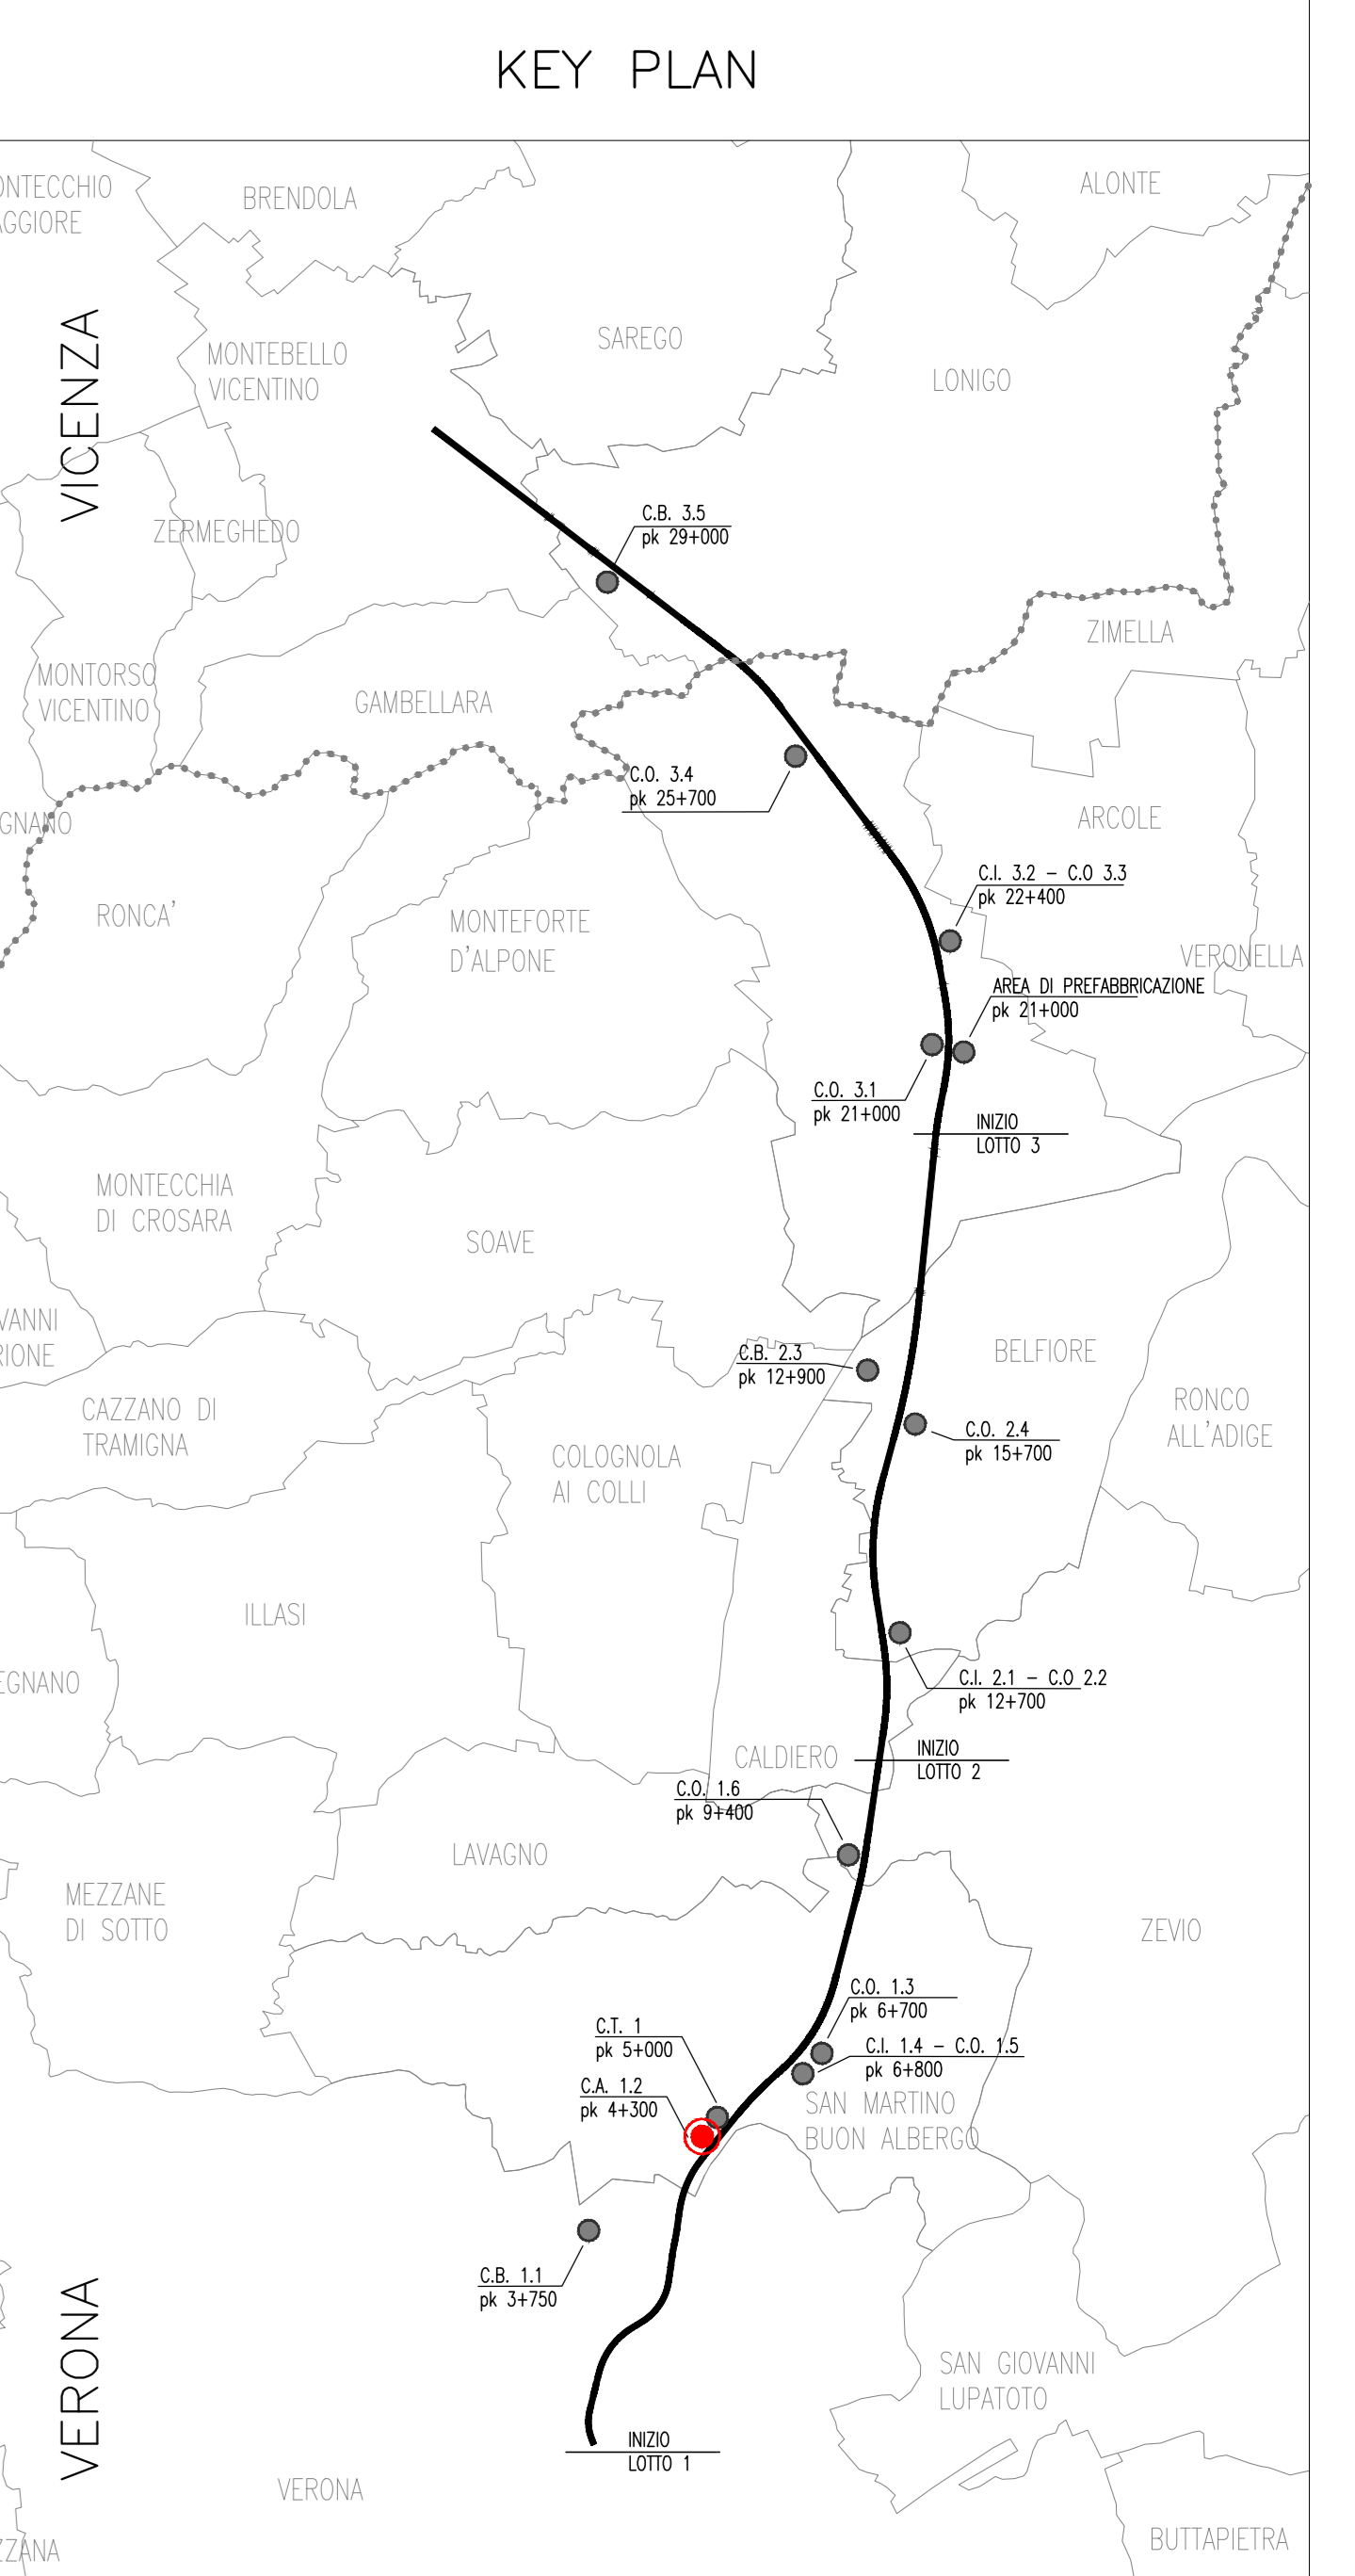 KEY PLAN
ONTECCHIO
AGGIORE
BRENDOLA
ALONTE
VICENZA
MONTEBELLO
VICENTINO
SAREGO
LONIGO
C.B. 3.5
pk 29+000
ZERMEGHEDO
ZIMELLA
MONTORSO
VICENTINO
GAMBELLARA
C.O. 3.4
pk 25+700
GNANO
ARCOLE
C.I. 3.2 - C.O 3.3
pk 22+400
RONCA'
MONTEFORTE
D'ALPONE
VERONELLA
AREA DI PREFABBRICAZIONE
pk 21+000
C.O. 3.1
pk 21+000
INIZIO
LOTTO 3
MONTECCHIA
DI CROSARA
SOAVE
VANNI
RIONE
C.B. 2.3
pk 12+900
BELFIORE
CAZZANO DI
TRAMIGNA
RONCO
ALL'ADIGE
C.O. 2.4
pk 15+700
COLOGNOLA
AI COLLI
ILLASI
EGNANO
C.I. 2.1 - C.O 2.2
pk 12+700
CALDIERO
INIZIO
LOTTO 2
C.O. 1.6
pk 9+400
LAVAGNO
MEZZANE
DI SOTTO
ZEVIO
C.O. 1.3
pk 6+700
C.T. 1
pk 5+000
C.I. 1.4 - C.O. 1.5
pk 6+800
C.A. 1.2
pk 4+300
SAN MARTINO
BUON ALBERGO
C.B. 1.1
pk 3+750
VERONA
SAN GIOVANNI
LUPATOTO
INIZIO
LOTTO 1
VERONA
BUTTAPIETRA
ZZANA